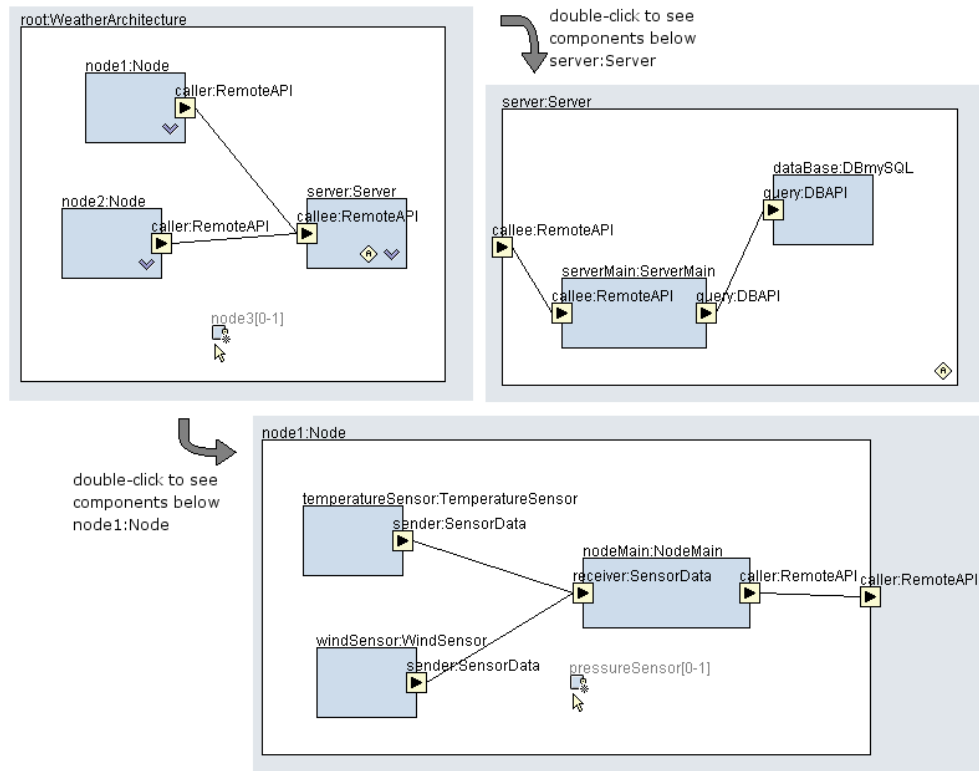 root:WeatherArchitecture
node1:Node
caller:RemoteAPI
node2:Node
caller:RemoteAPI
server:Server
callee:RemoteAPI
A
node3[0-1]
double-click to see
components below
server:Server
server:Server
dataBase:DBmySQL
query:DBAPI
callee:RemoteAPI
serverMain:ServerMain
callee:RemoteAPI
query:DBAPI
A
double-click to see
components below
node1:Node
node1:Node
temperatureSensor:TemperatureSensor
sender:SensorData
nodeMain:NodeMain
receiver:SensorData
caller:RemoteAPI
caller:RemoteAPI
windSensor:WindSensor
sender:SensorData
pressureSensor[0-1]